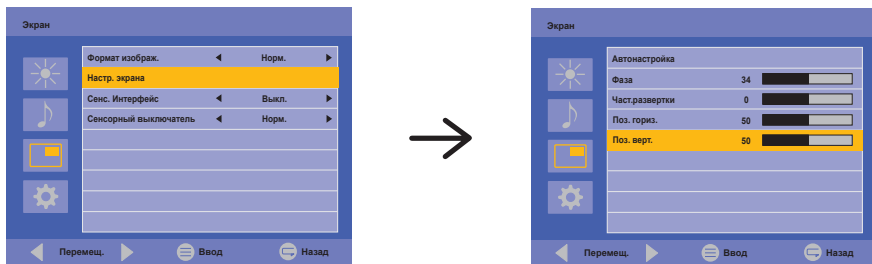 Экран
Формат изображ. Норм.
Настр. экрана
Сенс. Интерфейс Выкл.
Сенсорный выключатель Норм.
Перемещ. Ввод Назад
Экран
Автонастройка
Фаза 34
Част.развертки 0
Поз. гориз. 50
Поз. верт. 50
Перемещ. Ввод Назад